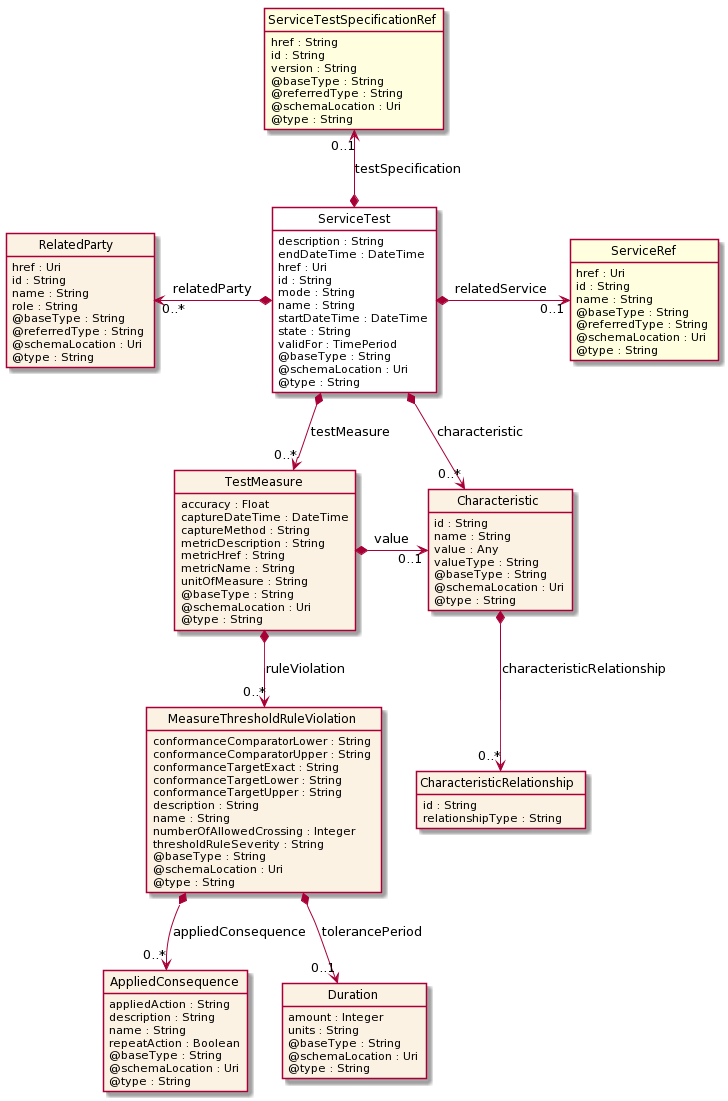 ServiceTestSpecificationRef
href : String
id : String
version : String
@baseType : String
@referredType : String
@schemaLocation : Uri
@type : String
0..1
testSpecification
ServiceTest
description : String
endDateTime : DateTime
href : Uri
id : String
mode : String
name : String
startDateTime : DateTime
state : String
validFor : TimePeriod
@baseType : String
@schemaLocation : Uri
@type : String
RelatedParty
href : Uri
id : String
name : String
role : String
@baseType : String
@referredType : String
@schemaLocation : Uri
@type : String
relatedParty
0..*
relatedService
0..1
ServiceRef
href : Uri
id : String
name : String
@baseType : String
@referredType : String
@schemaLocation : Uri
@type : String
testMeasure
0..*
characteristic
0..*
TestMeasure
accuracy : Float
captureDateTime : DateTime
captureMethod : String
metricDescription : String
metricHref : String
metricName : String
unitOfMeasure : String
@baseType : String
@schemaLocation : Uri
@type : String
value
0..1
Characteristic
id : String
name : String
value : Any
valueType : String
@baseType : String
@schemaLocation : Uri
@type : String
ruleViolation
0..*
characteristicRelationship
0..*
MeasureThresholdRuleViolation
conformanceComparatorLower : String
conformanceComparatorUpper : String
conformanceTargetExact : String
conformanceTargetLower : String
conformanceTargetUpper : String
description : String
name : String
numberOfAllowedCrossing : Integer
thresholdRuleSeverity : String
@baseType : String
@schemaLocation : Uri
@type : String
CharacteristicRelationship
id : String
relationshipType : String
appliedConsequence
0..*
tolerancePeriod
0..1
AppliedConsequence
appliedAction : String
description : String
name : String
repeatAction : Boolean
@baseType : String
@schemaLocation : Uri
@type : String
Duration
amount : Integer
units : String
@baseType : String
@schemaLocation : Uri
@type : String